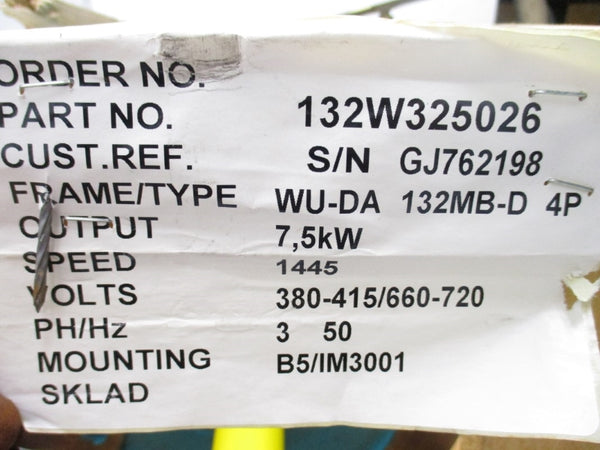 ORDER NO.
PART NO. 132W325026
CUST.REF. S/N GJ762198
FRAME/TYPE WU-DA 132MB-D 4P
OUTPUT 7,5kW
SPEED 1445
VOLTS 380-415/660-720
PH/Hz 3 50
MOUNTING B5/IM3001
SKLAD